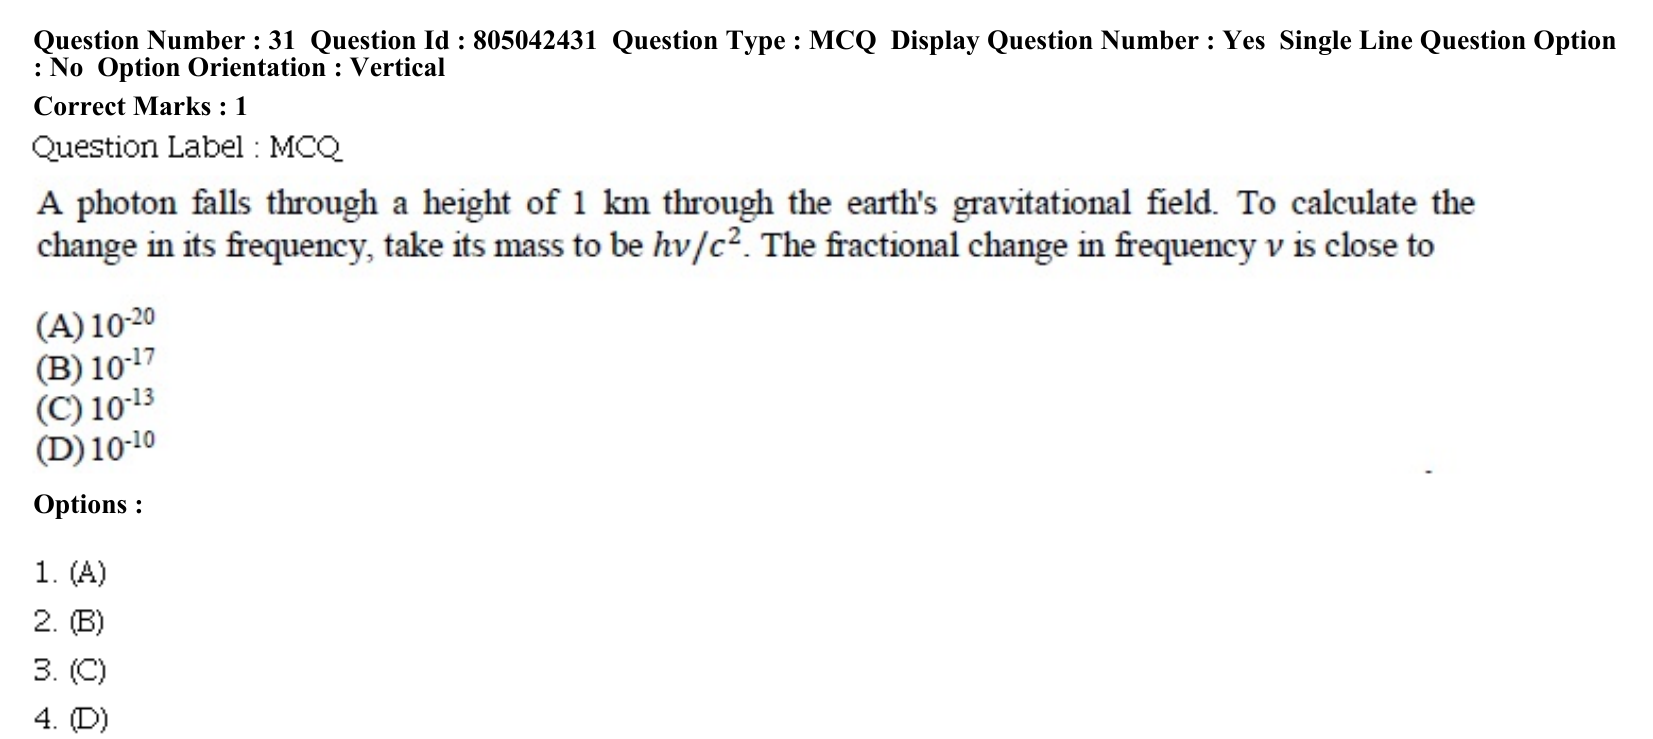 Question Number : 31 Question Id : 805042431 Question Type : MCQ Display Question Number : Yes Single Line Question Option
: No Option Orientation : Vertical
Correct Marks : 1
Question Label : MCQ
A photon falls through a height of 1 km through the earth's gravitational field. To calculate the
change in its frequency, take its mass to be hν/c². The fractional change in frequency ν is close to
(A) 10⁻²⁰
(B) 10⁻¹⁷
(C) 10⁻¹³
(D) 10⁻¹⁰
Options :
1. (A)
2. (B)
3. (C)
4. (D)